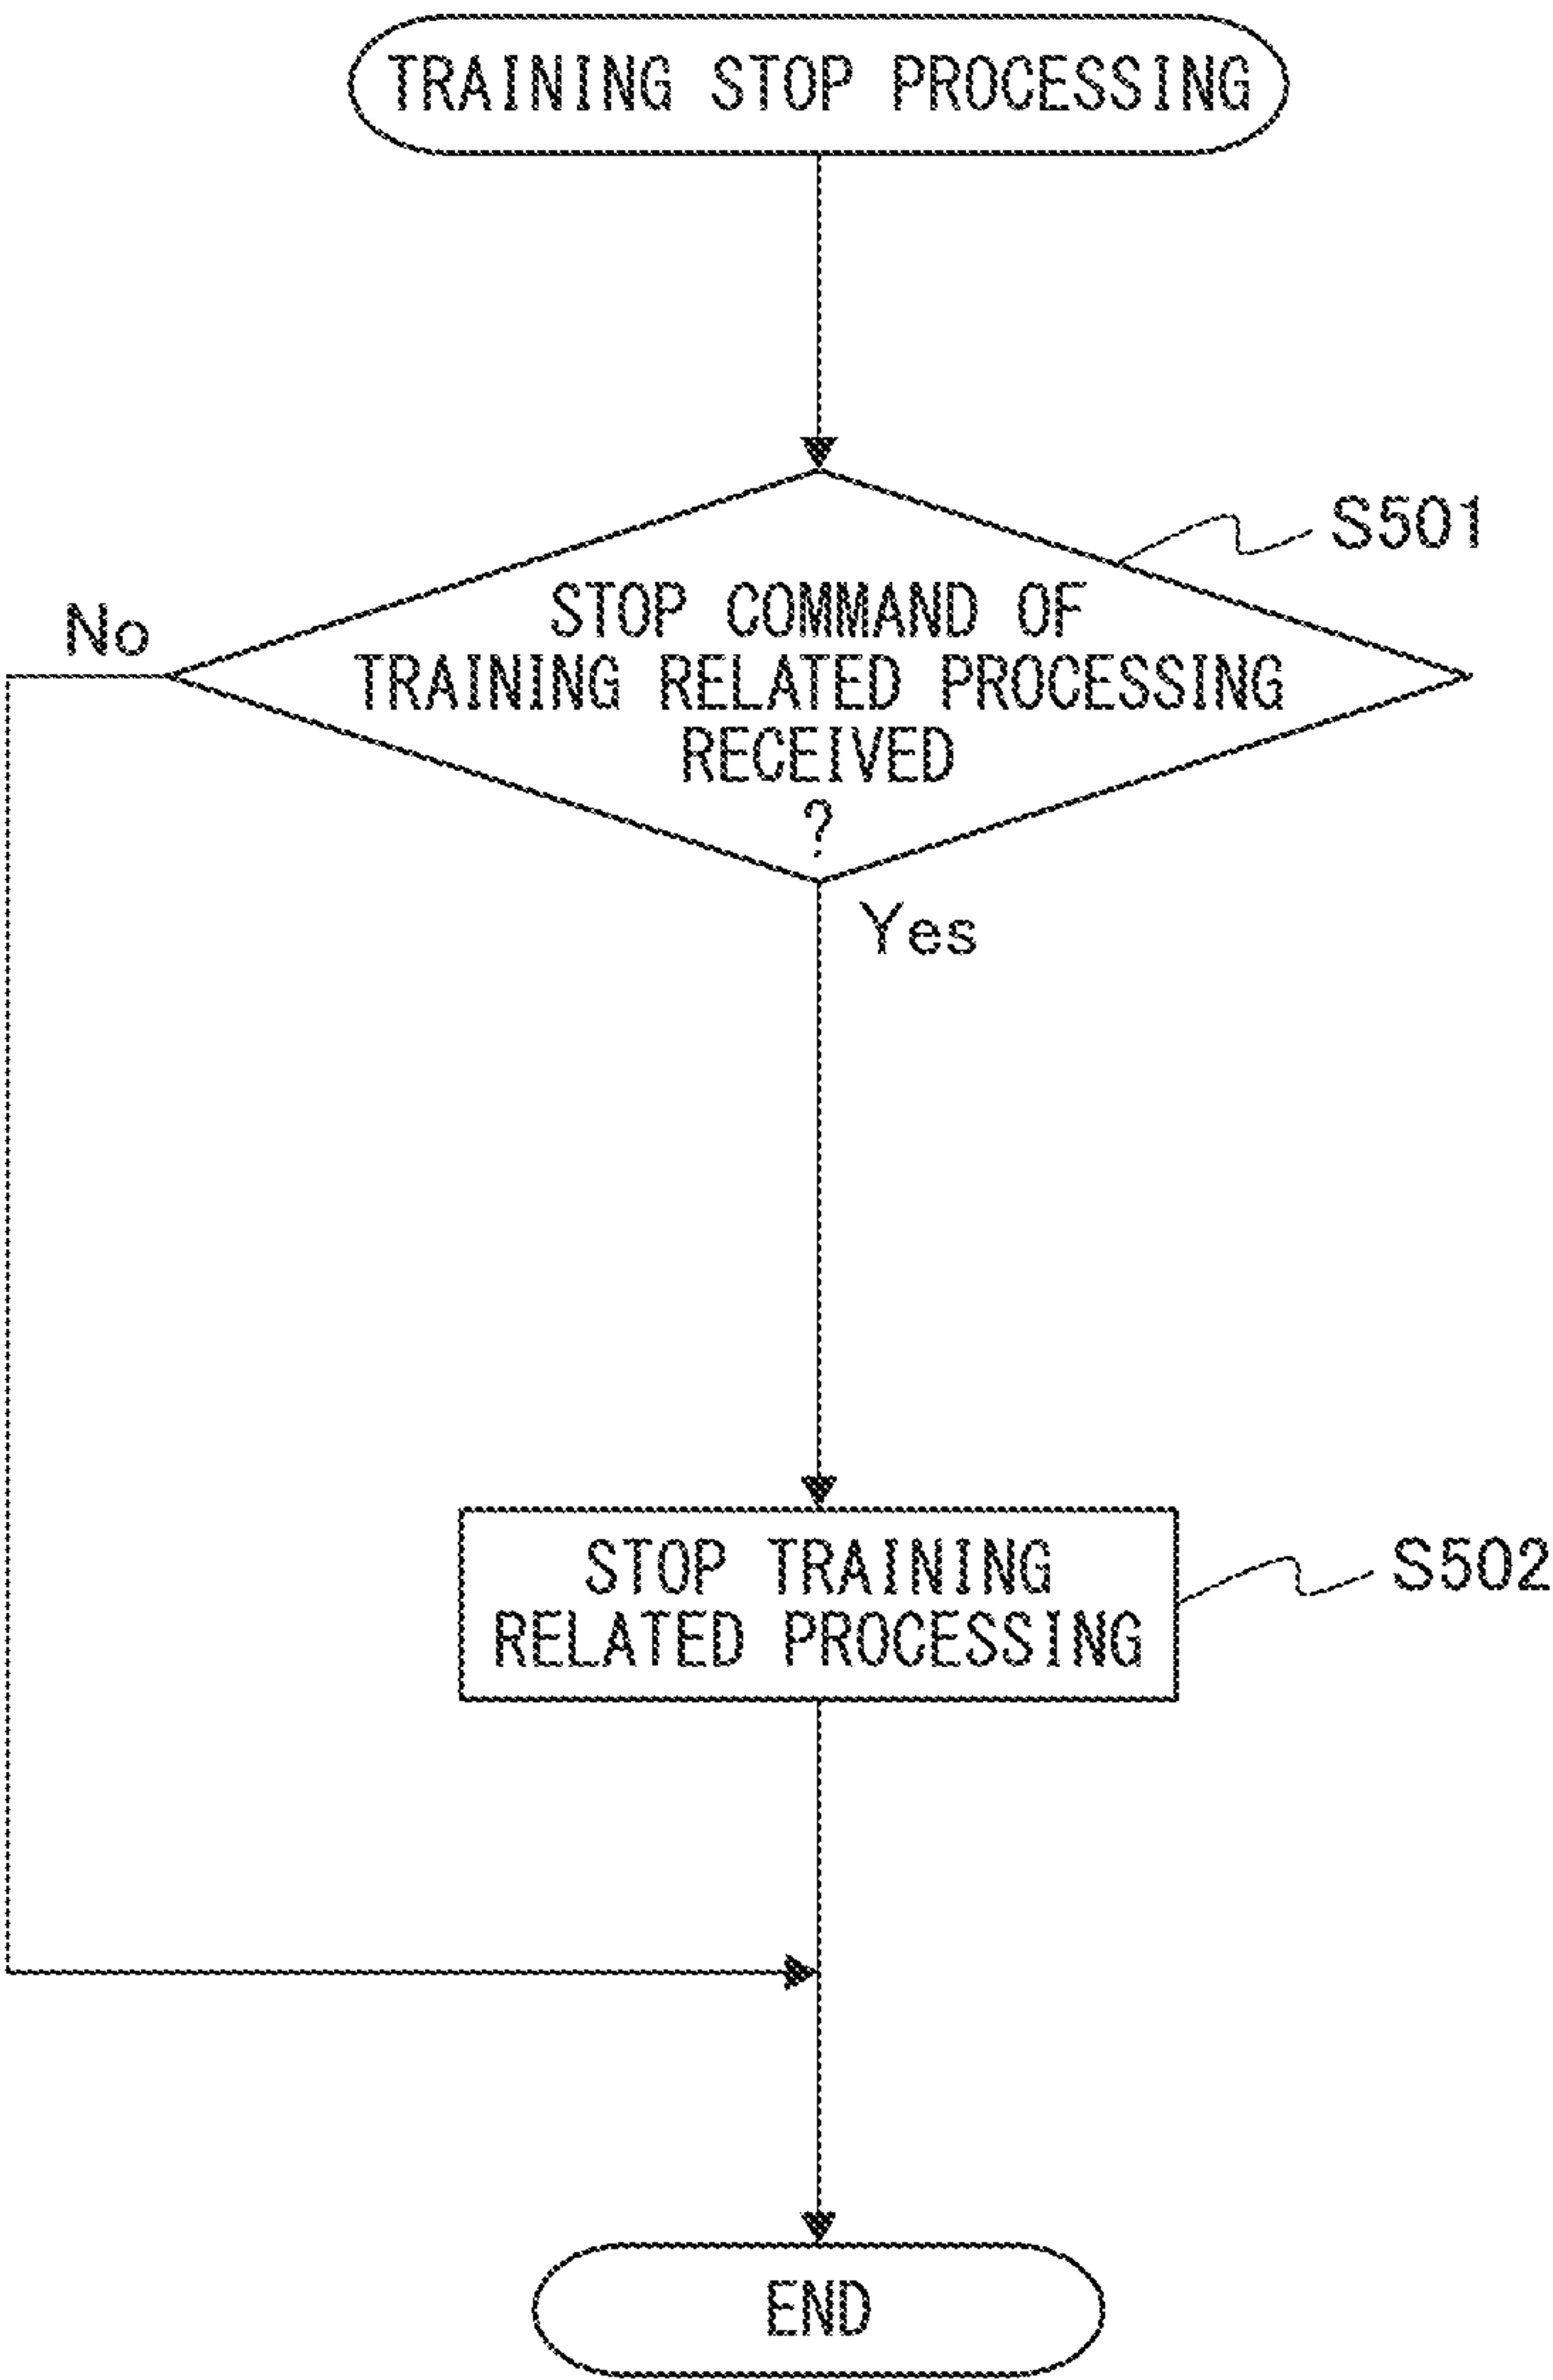 TRAINING STOP PROCESSING
S501
No
STOP COMMAND OF
TRAINING RELATED PROCESSING
RECEIVED
?
Yes
STOP TRAINING
RELATED PROCESSING
S502
END